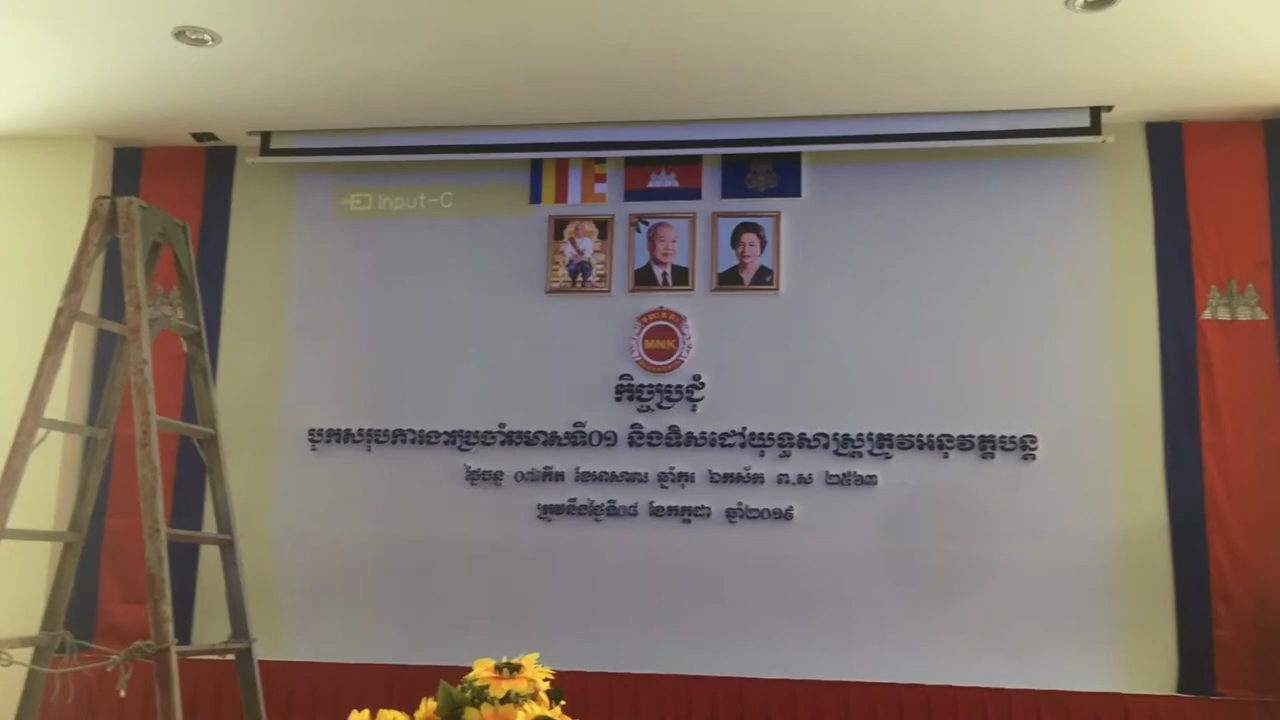 Input-C
MNK
កិច្ចប្រជុំ
បូកសរុបការងារប្រចាំឆមាសទី០១ និងទិសដៅយុទ្ធសាស្ត្រត្រូវអនុវត្តបន្ត
ថ្ងៃចន្ទ ០៧កើត ខែអាសាឍ ឆ្នាំកុរ ឯកស័ក ព.ស ២៥៦៣
ត្រូវនឹងថ្ងៃទី០៨ ខែកក្កដា ឆ្នាំ២០១៩